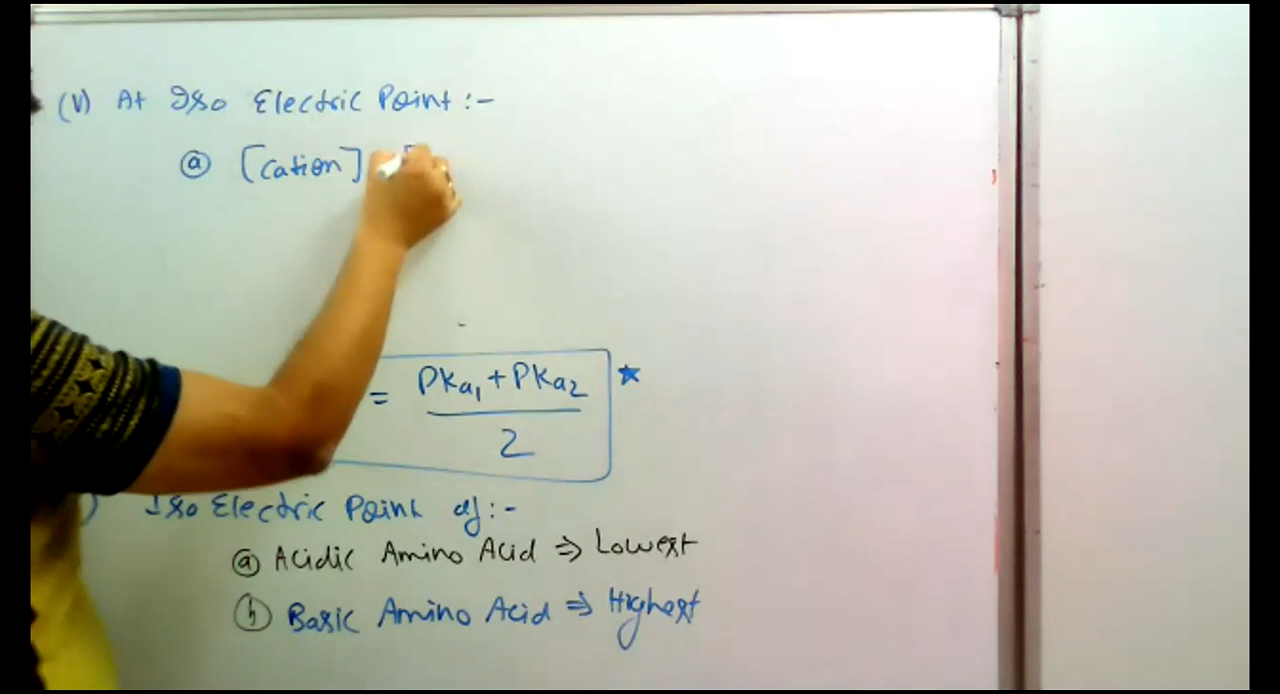 (V) At Iso Electric Point :-
@ [Cation] [
= PKa1 + PKa2
2
) Iso Electric Point of :-
@ Acidic Amino Acid ⇒ Lowest
(b) Basic Amino Acid ⇒ Highest